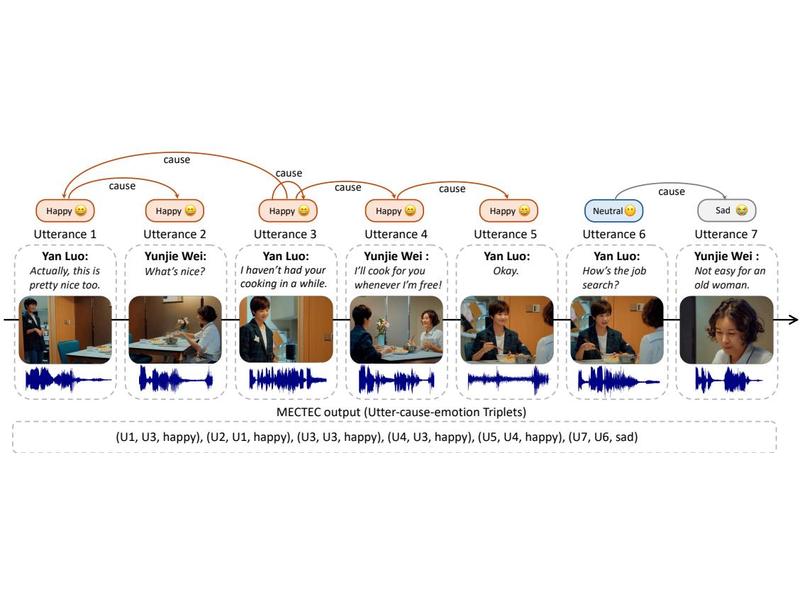 cause
cause
cause
cause
cause
cause
Happy
Happy
Happy
Happy
Happy
Neutral
Sad
Utterance 1
Utterance 2
Utterance 3
Utterance 4
Utterance 5
Utterance 6
Utterance 7
Yan Luo:
Actually, this is
pretty nice too.
Yunjie Wei:
What's nice?
Yan Luo:
I haven't had your
cooking in a while.
Yunjie Wei :
I'll cook for you
whenever I'm free!
Yan Luo:
Okay.
Yan Luo:
How's the job
search?
Yunjie Wei :
Not easy for an
old woman.
MECTEC output (Utter-cause-emotion Triplets)
(U1, U3, happy), (U2, U1, happy), (U3, U3, happy), (U4, U3, happy), (U5, U4, happy), (U7, U6, sad)